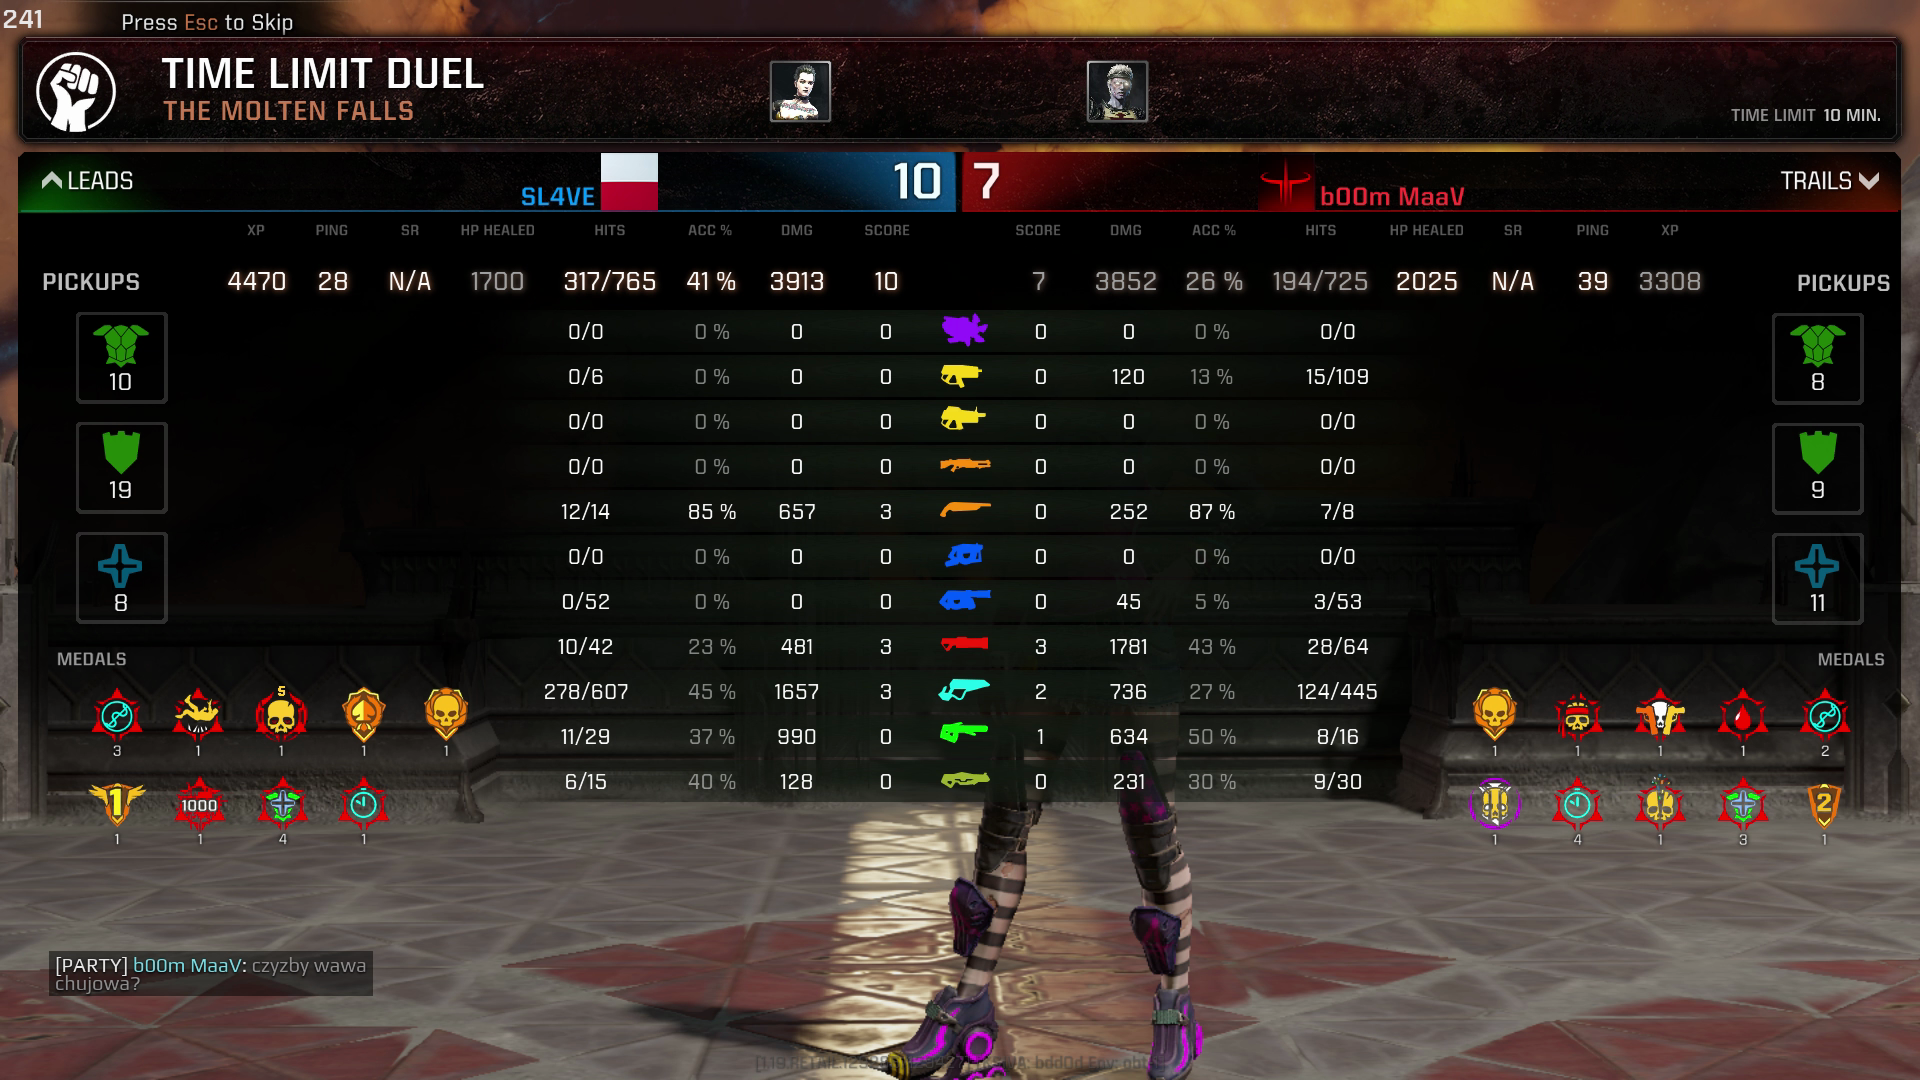 241
Press Esc to Skip
TIME LIMIT DUEL
THE MOLTEN FALLS
TIME LIMIT 10 MIN.
LEADS
SL4VE
10
7
b00m MaaV
TRAILS
XP PING SR HP HEALED HITS ACC % DMG SCORE SCORE DMG ACC % HITS HP HEALED SR PING XP
PICKUPS 4470 28 N/A 1700 317/765 41 % 3913 10 7 3852 26 % 194/725 2025 N/A 39 3308 PICKUPS
0/0 0 % 0 0 0 0 0 % 0/0
10 0/6 0 % 0 0 0 120 13 % 15/109 8
0/0 0 % 0 0 0 0 0 % 0/0
0/0 0 % 0 0 0 0 0 % 0/0
19 9
12/14 85 % 657 3 0 252 87 % 7/8
0/0 0 % 0 0 0 0 0 % 0/0
8 0/52 0 % 0 0 0 45 5 % 3/53 11
10/42 23 % 481 3 3 1781 43 % 28/64
MEDALS MEDALS
278/607 45 % 1657 3 2 736 27 % 124/445
S
11/29 37 % 990 0 1 634 50 % 8/16
3 1 1 1 1 1 1 1 1 2
6/15 40 % 128 0 0 231 30 % 9/30
1 1000 2
1 1 4 1 1 4 1 3 1
[PARTY] b00m MaaV: czyzby wawa
chujowa?